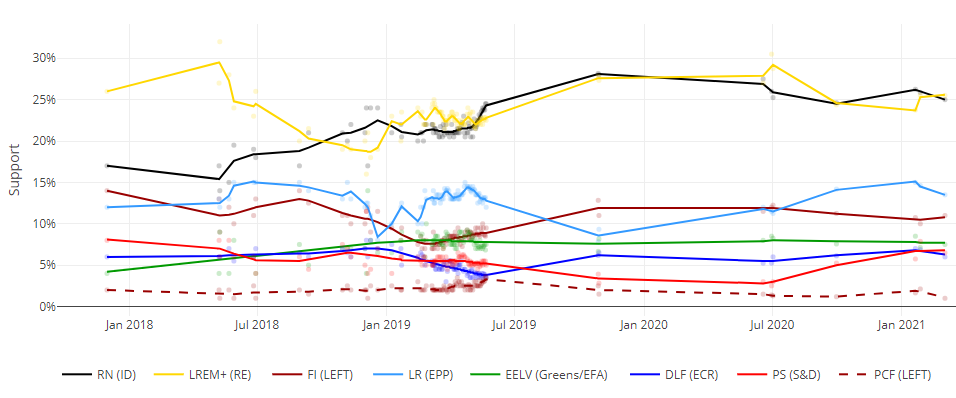 Support
30%
25%
20%
15%
10%
5%
0%
Jan 2018 Jul 2018 Jan 2019 Jul 2019 Jan 2020 Jul 2020 Jan 2021
RN (ID) LREM+ (RE) FI (LEFT) LR (EPP) EELV (Greens/EFA) DLF (ECR) PS (S&D) PCF (LEFT)